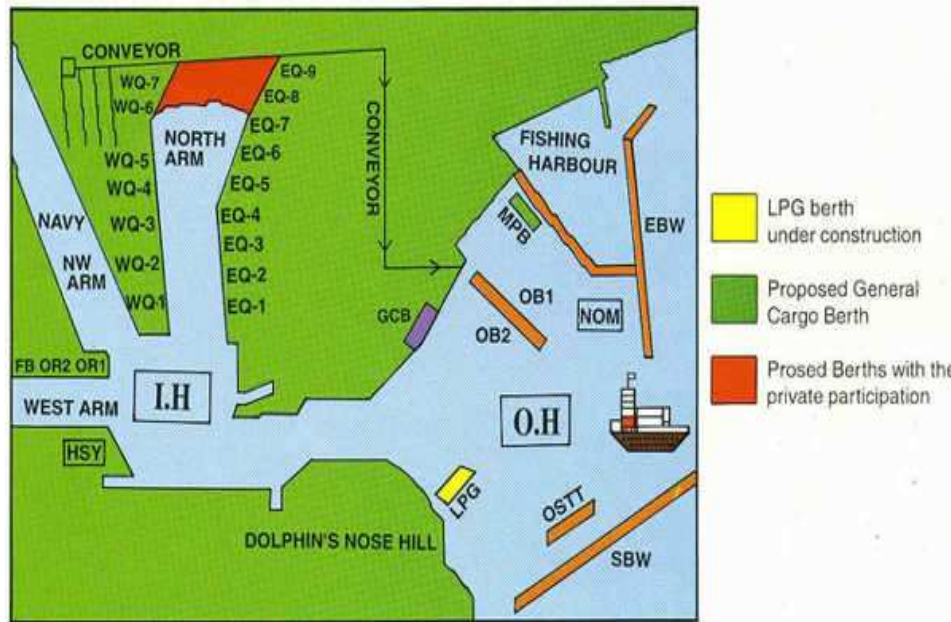 CONVEYOR
WQ-7
WQ-6
WQ-5
WQ-4
WQ-3
WQ-2
WQ-1
NORTH
ARM
EQ-9
EQ-8
EQ-7
EQ-6
EQ-5
EQ-4
EQ-3
EQ-2
EQ-1
CONVEYOR
NAVY
NW
ARM
FB OR2 OR1
WEST ARM
HSY
I.H
FISHING
HARBOUR
MPB
EBW
OB1
OB2
NOM
GCB
O.H
LPG
OSTT
SBW
DOLPHIN'S NOSE HILL
LPG berth
under construction
Proposed General
Cargo Berth
Prosed Berths with the
private participation